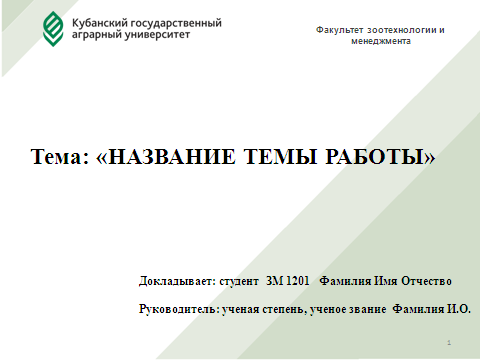 Кубанский государственный
аграрный университет
Факультет зоотехнологии и
менеджмента
Тема: «НАЗВАНИЕ ТЕМЫ РАБОТЫ»
Докладывает: студент ЗМ 1201 Фамилия Имя Отчество
Руководитель: ученая степень, ученое звание Фамилия И.О.
1